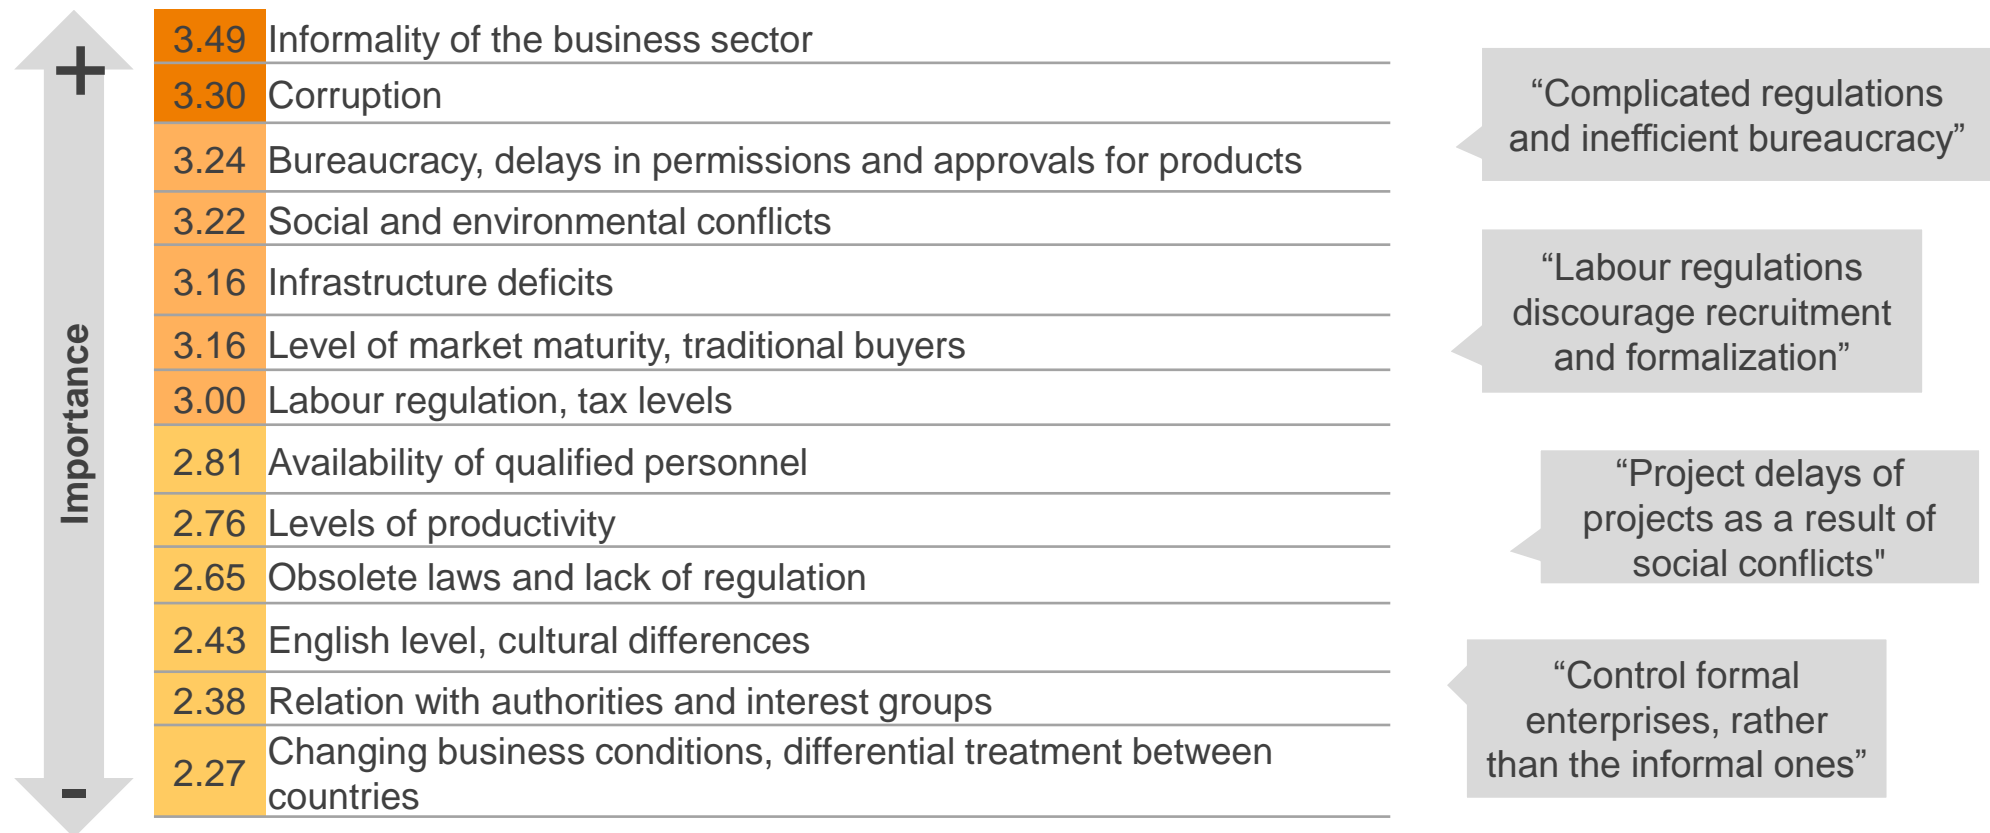 +
Importance
-
3.49 Informality of the business sector
3.30 Corruption
3.24 Bureaucracy, delays in permissions and approvals for products
3.22 Social and environmental conflicts
3.16 Infrastructure deficits
3.16 Level of market maturity, traditional buyers
3.00 Labour regulation, tax levels
2.81 Availability of qualified personnel
2.76 Levels of productivity
2.65 Obsolete laws and lack of regulation
2.43 English level, cultural differences
2.38 Relation with authorities and interest groups
2.27 Changing business conditions, differential treatment between
countries
“Complicated regulations
and inefficient bureaucracy”
“Labour regulations
discourage recruitment
and formalization”
“Project delays of
projects as a result of
social conflicts"
“Control formal
enterprises, rather
than the informal ones”